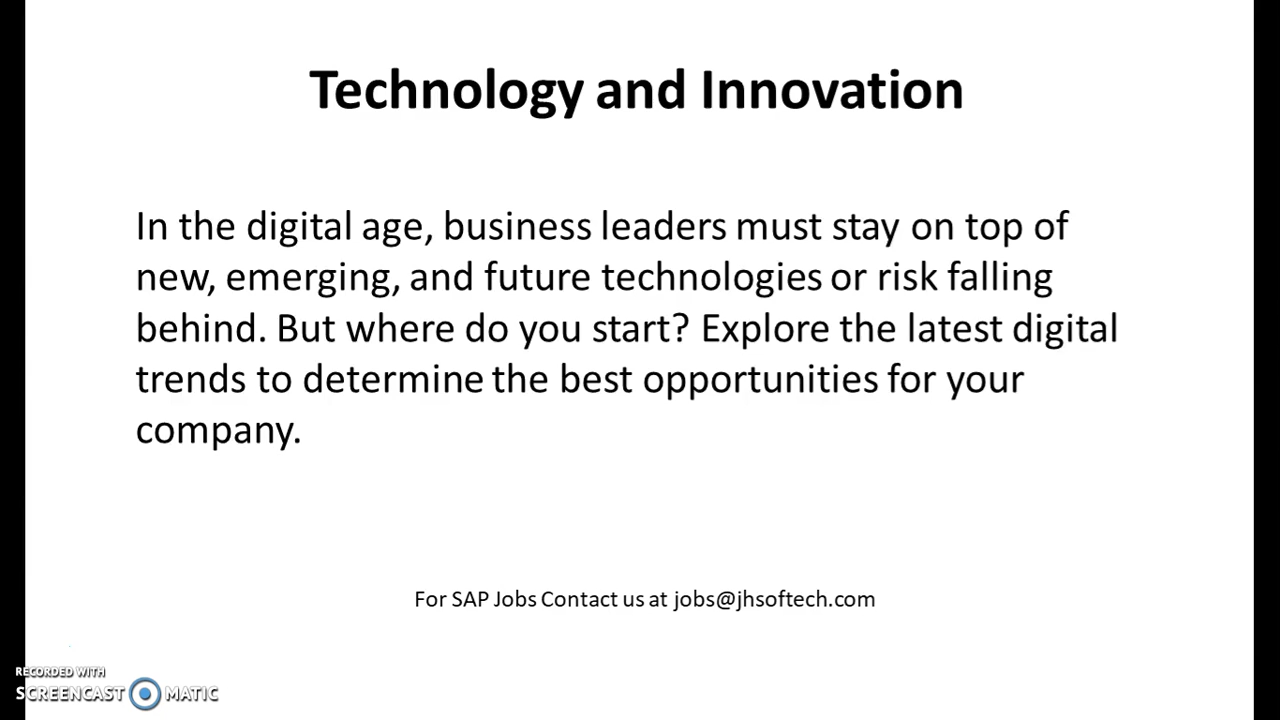 Technology and Innovation
In the digital age, business leaders must stay on top of
new, emerging, and future technologies or risk falling
behind. But where do you start? Explore the latest digital
trends to determine the best opportunities for your
company.
For SAP Jobs Contact us at jobs@jhsoftech.com
RECORDED WITH
SCREENCAST MATIC